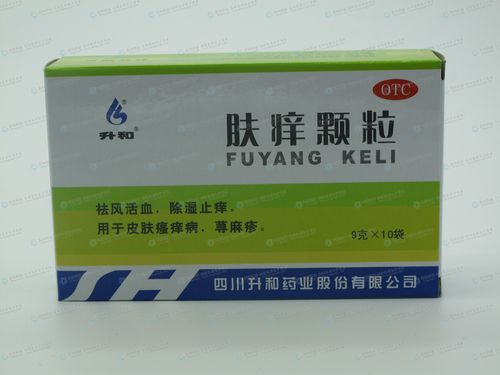 OTC
升和®
肤痒颗粒
FUYANG KELI
祛风活血，除湿止痒。
用于皮肤瘙痒病，荨麻疹。
9克×10袋
SH
四川升和药业股份有限公司